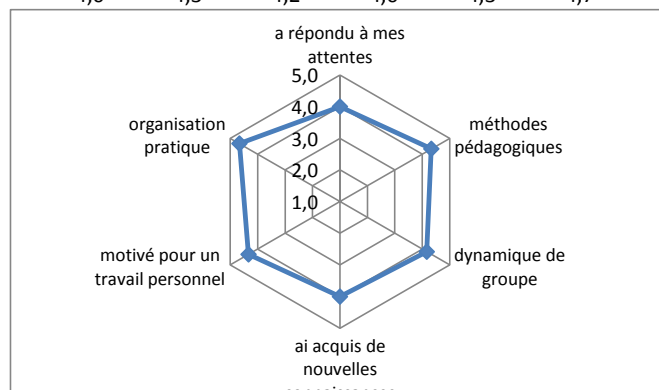 a répondu à mes
attentes
5,0
4,0
3,0
2,0
1,0
organisation
pratique
méthodes
pédagogiques
motivé pour un
travail personnel
dynamique de
groupe
ai acquis de
nouvelles